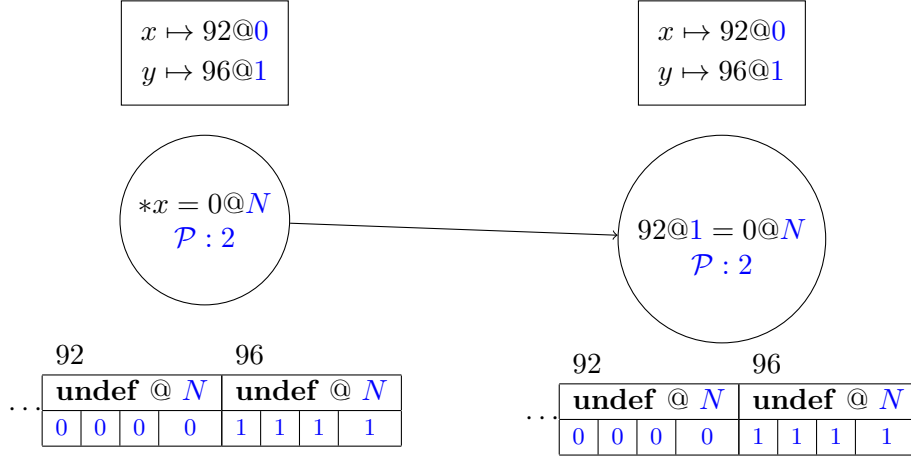 x ↦ 92@0
y ↦ 96@1
x ↦ 92@0
y ↦ 96@1
∗x = 0@N
𝒫 : 2
92@1 = 0@N
𝒫 : 2
92 96
... undef @ N undef @ N
0 0 0 0 1 1 1 1
92 96
... undef @ N undef @ N
0 0 0 0 1 1 1 1